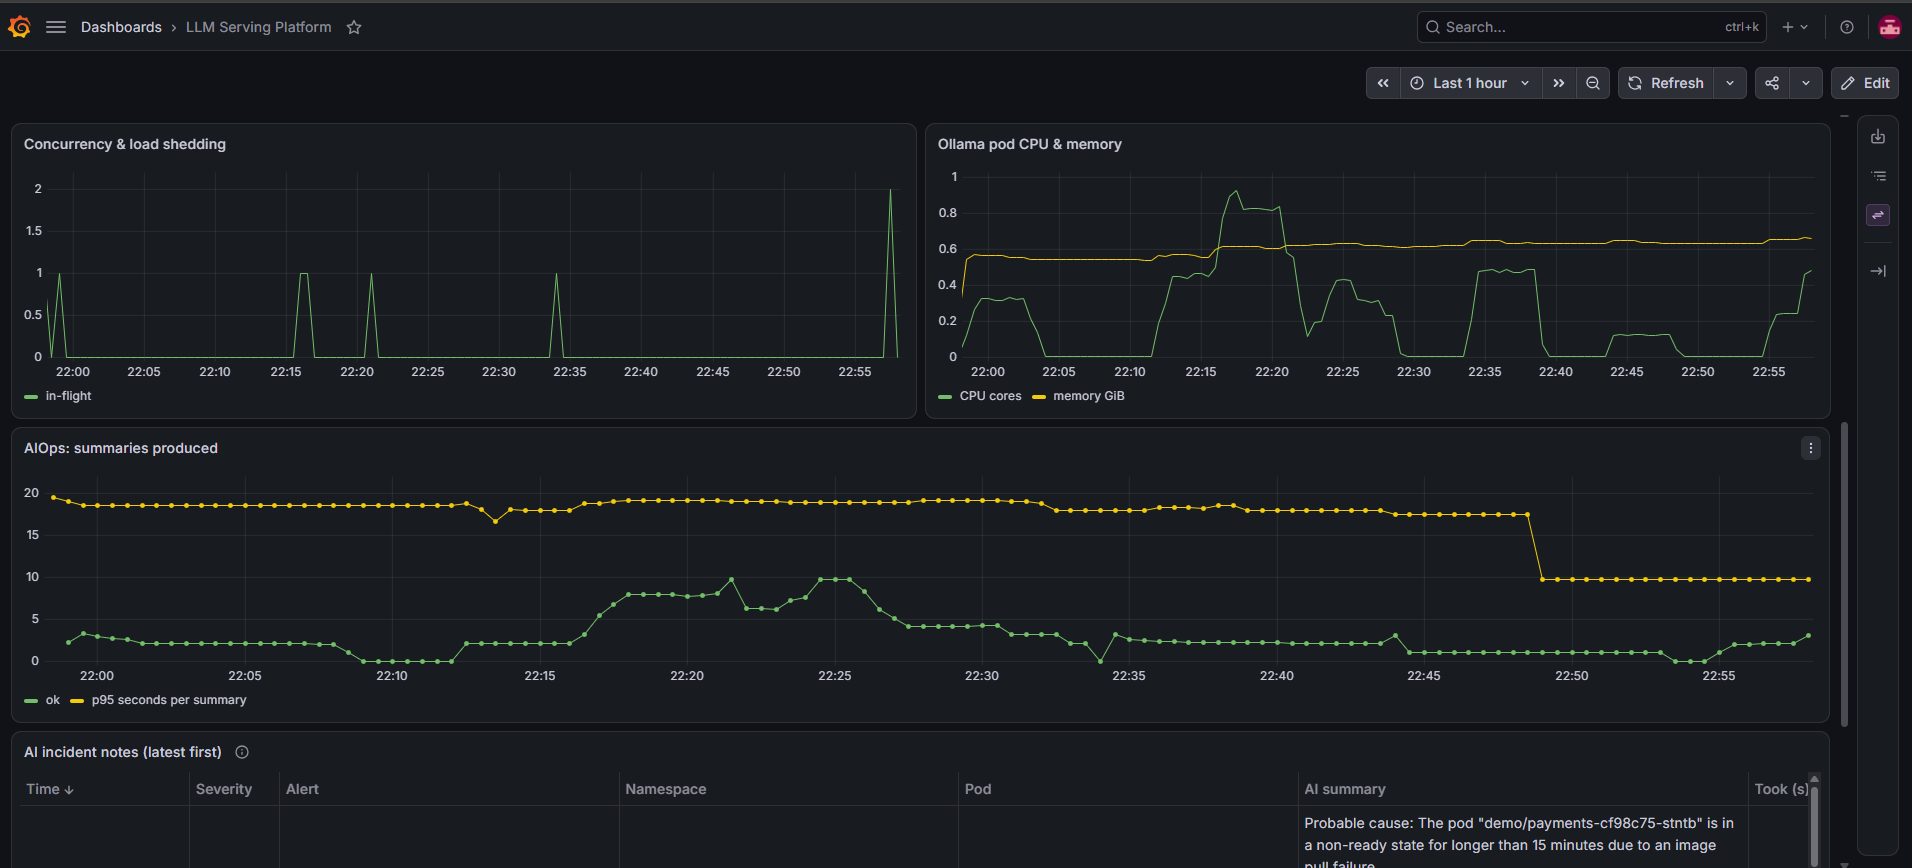 Dashboards › LLM Serving Platform
Search... ctrl+k
Last 1 hour
Refresh
Edit
Concurrency & load shedding
2
1.5
1
0.5
0
22:00 22:05 22:10 22:15 22:20 22:25 22:30 22:35 22:40 22:45 22:50 22:55
in-flight
Ollama pod CPU & memory
1
0.8
0.6
0.4
0.2
0
22:00 22:05 22:10 22:15 22:20 22:25 22:30 22:35 22:40 22:45 22:50 22:55
CPU cores memory GiB
AIOps: summaries produced
20
15
10
5
0
22:00 22:05 22:10 22:15 22:20 22:25 22:30 22:35 22:40 22:45 22:50 22:55
ok p95 seconds per summary
AI incident notes (latest first)
Time Severity Alert Namespace Pod AI summary Took (s)
Probable cause: The pod "demo/payments-cf98c75-stntb" is in
a non-ready state for longer than 15 minutes due to an image
pull failure